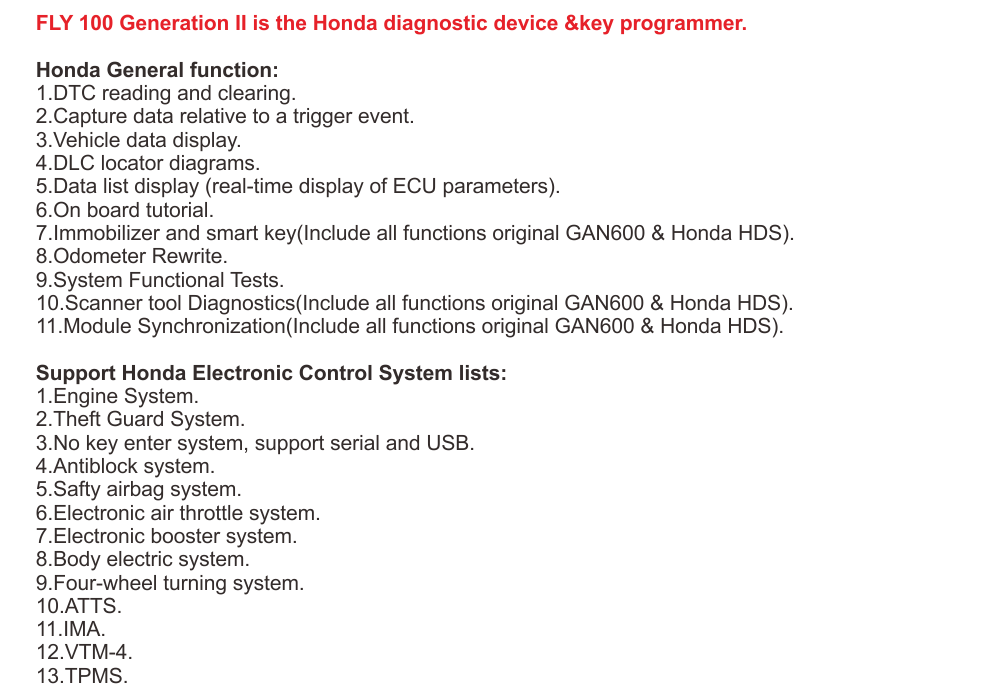 FLY 100 Generation II is the Honda diagnostic device &key programmer.
Honda General function:
1.DTC reading and clearing.
2.Capture data relative to a trigger event.
3.Vehicle data display.
4.DLC locator diagrams.
5.Data list display (real-time display of ECU parameters).
6.On board tutorial.
7.Immobilizer and smart key(Include all functions original GAN600 & Honda HDS).
8.Odometer Rewrite.
9.System Functional Tests.
10.Scanner tool Diagnostics(Include all functions original GAN600 & Honda HDS).
11.Module Synchronization(Include all functions original GAN600 & Honda HDS).
Support Honda Electronic Control System lists:
1.Engine System.
2.Theft Guard System.
3.No key enter system, support serial and USB.
4.Antiblock system.
5.Safty airbag system.
6.Electronic air throttle system.
7.Electronic booster system.
8.Body electric system.
9.Four-wheel turning system.
10.ATTS.
11.IMA.
12.VTM-4.
13.TPMS.